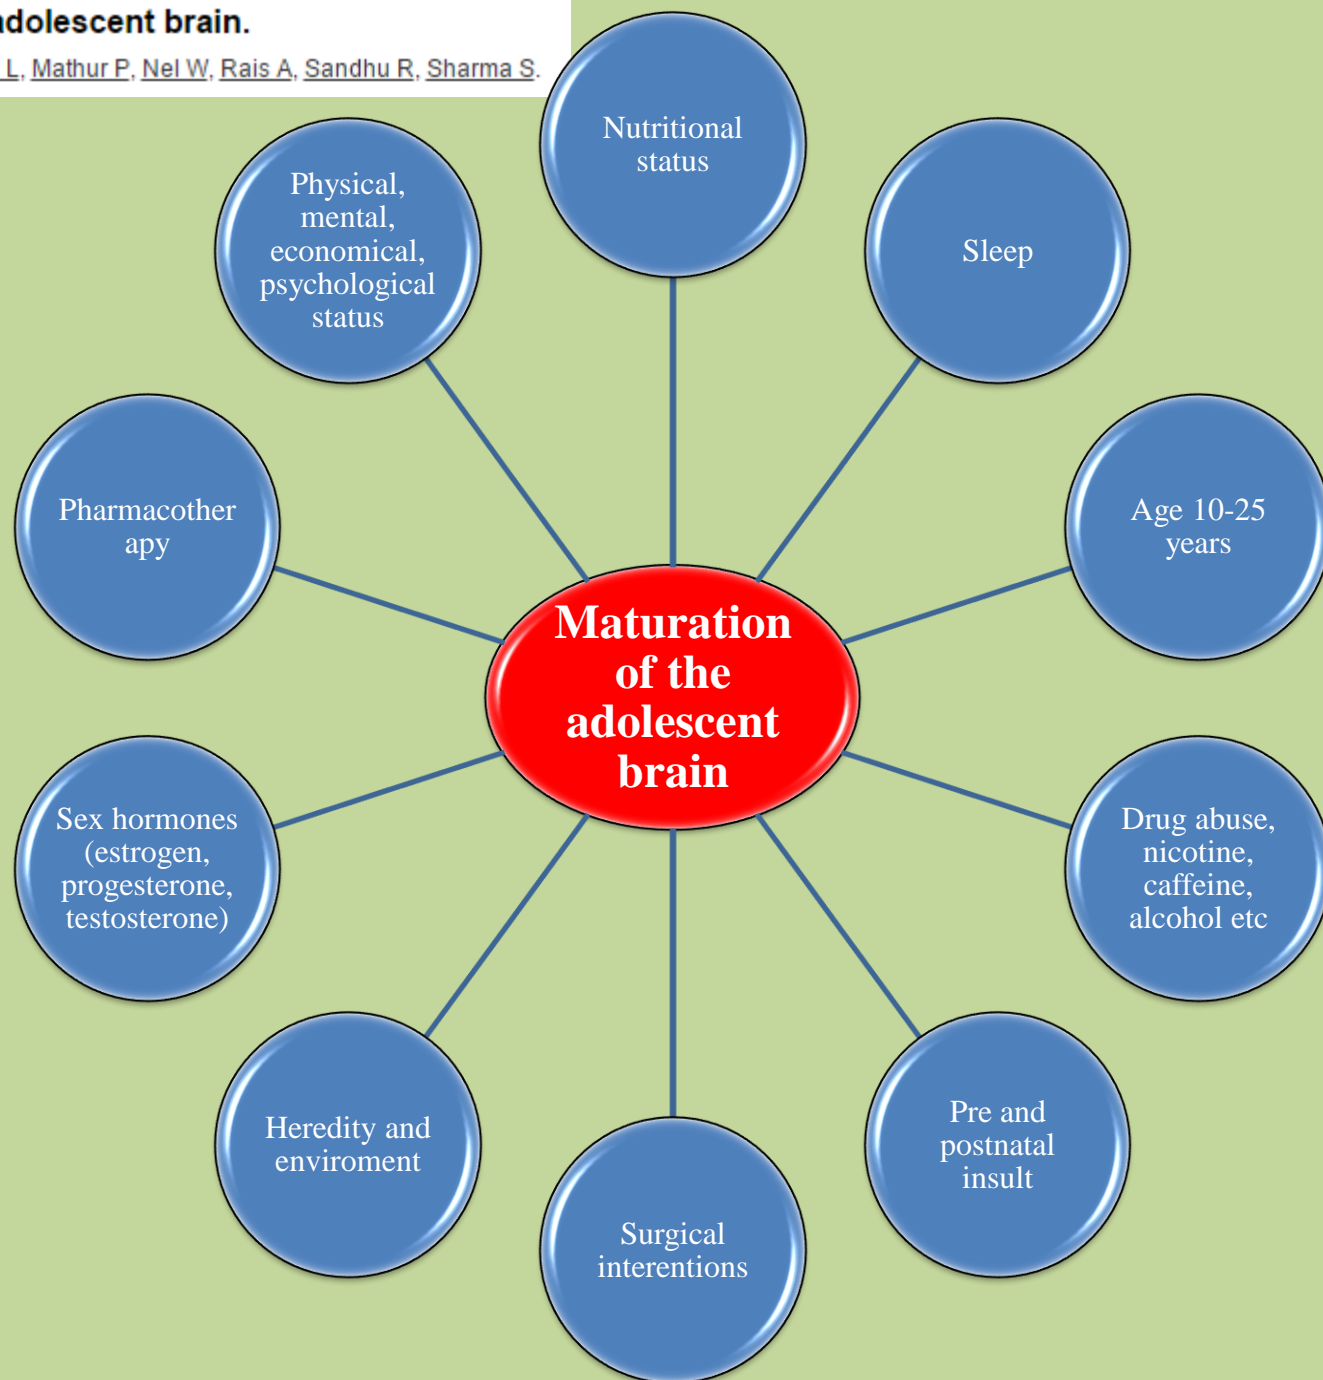 adolescent brain.
L, Mathur P, Nel W, Rais A, Sandhu R, Sharma S.
Nutritional
status
Sleep
Age 10-25
years
Drug abuse,
nicotine,
caffeine,
alcohol etc
Pre and
postnatal
insult
Surgical
interentions
Heredity and
enviroment
Sex hormones
(estrogen,
progesterone,
testosterone)
Pharmacother
apy
Physical,
mental,
economical,
psychological
status
Maturation
of the
adolescent
brain